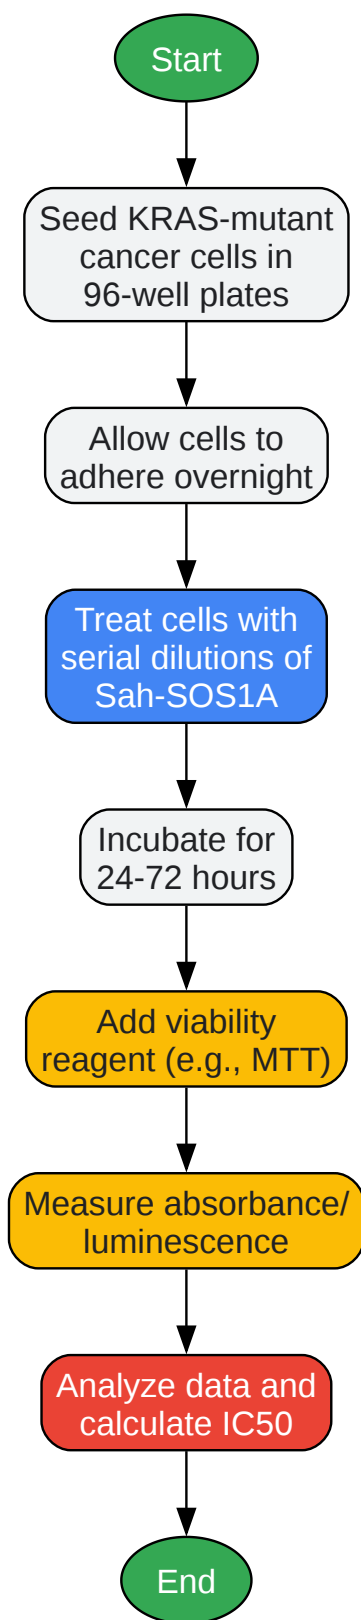 Start
Seed KRAS-mutant
cancer cells in
96-well plates
Allow cells to
adhere overnight
Treat cells with
serial dilutions of
Sah-SOS1A
Incubate for
24-72 hours
Add viability
reagent (e.g., MTT)
Measure absorbance/
luminescence
Analyze data and
calculate IC50
End